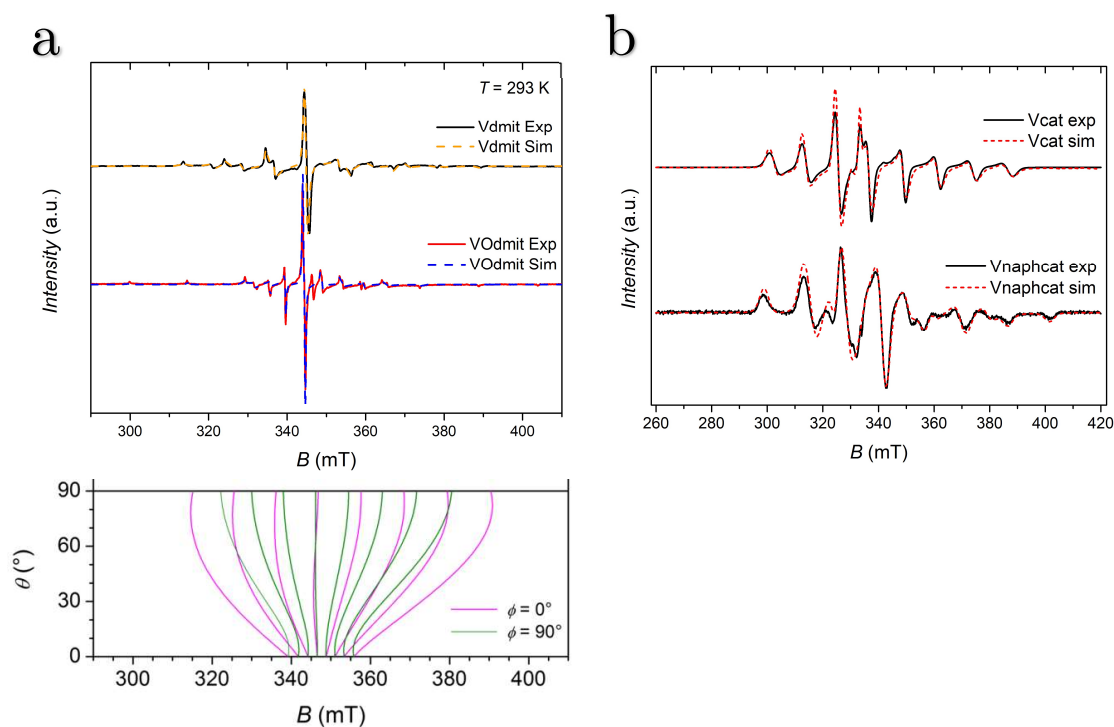 a
T = 293 K
Vdmit Exp
Vdmit Sim
VOdmit Exp
VOdmit Sim
Intensity (a.u.)
300 320 340 360 380 400
B (mT)
90
60
30
0
θ (°)
ϕ = 0°
ϕ = 90°
300 320 340 360 380 400
B (mT)
b
Vcat exp
Vcat sim
Vnaphcat exp
Vnaphcat sim
Intensity (a.u.)
260 280 300 320 340 360 380 400 420
B (mT)